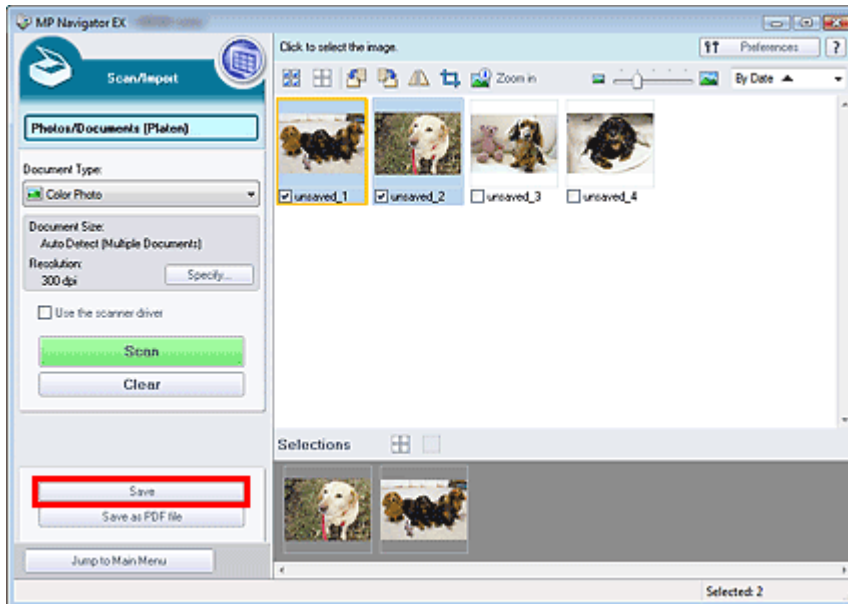 MP Navigator EX
Scan/Import
Photos/Documents (Platen)
Document Type:
Color Photo
Document Size:
Auto Detect (Multiple Documents)
Resolution:
300 dpi
Specify...
Use the scanner driver
Scan
Clear
Save
Save as PDF file
Jump to Main Menu
Click to select the image.
Preferences
?
Zoom in
By Date
unsaved_1
unsaved_2
unsaved_3
unsaved_4
Selections
Selected: 2